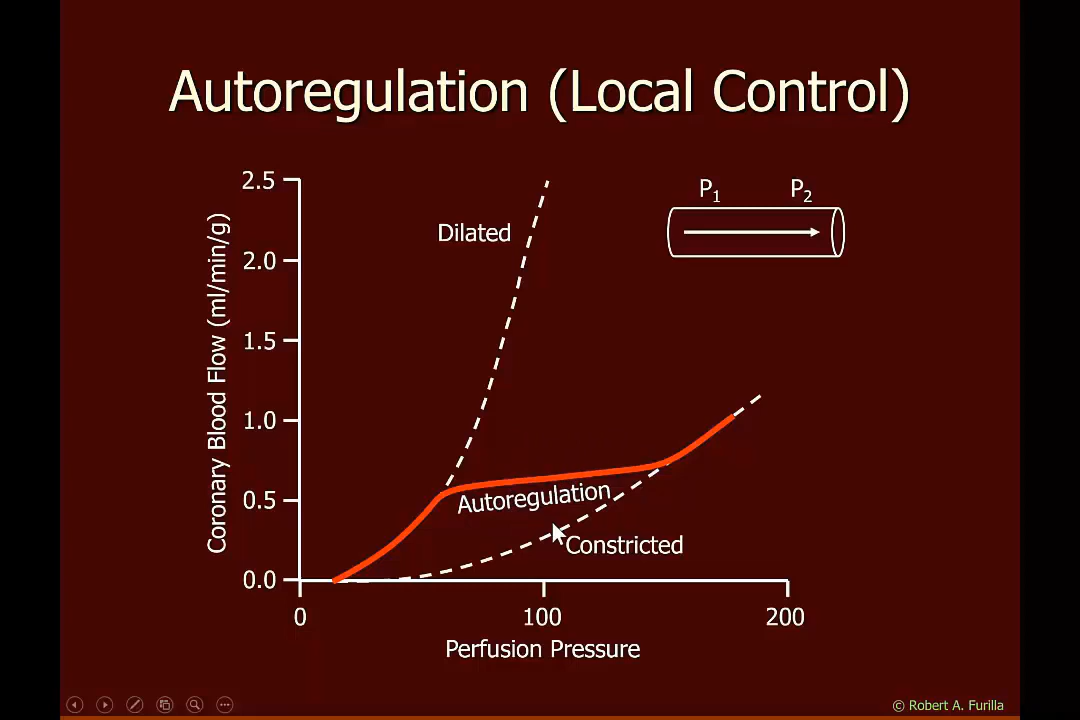 Autoregulation (Local Control)
P1 P2
2.5
2.0
1.5
1.0
0.5
0.0
Coronary Blood Flow (ml/min/g)
Dilated
Autoregulation
Constricted
0 100 200
Perfusion Pressure
© Robert A. Furilla